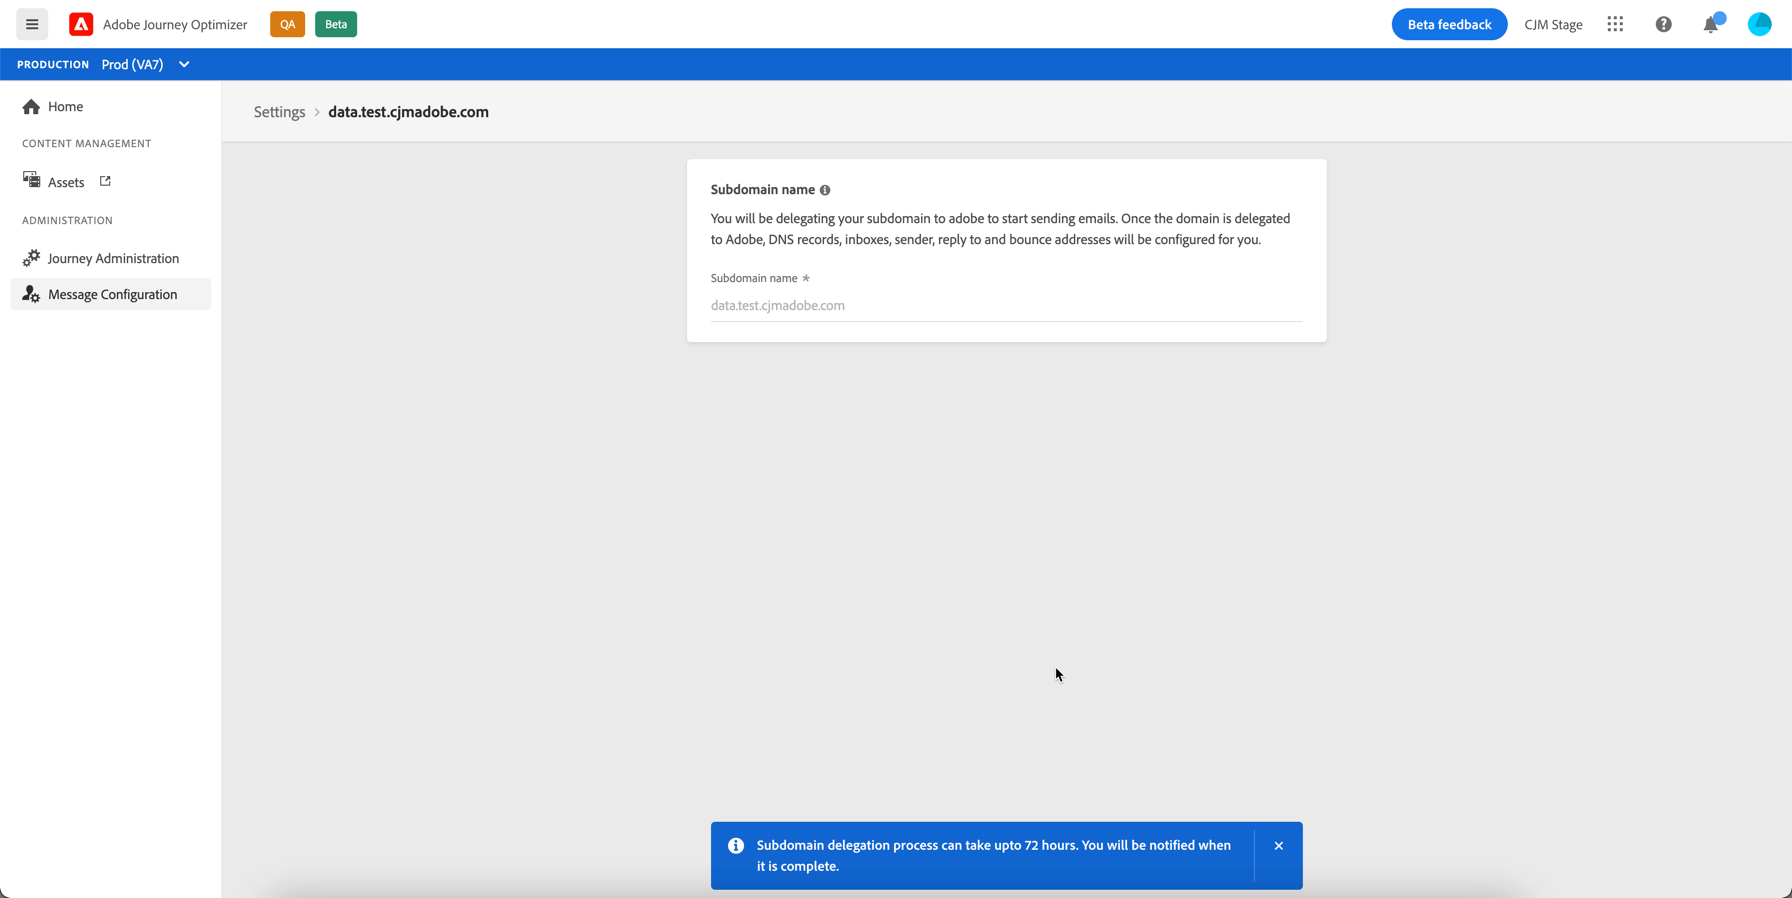 Adobe Journey Optimizer
QA
Beta
Beta feedback
CJM Stage
PRODUCTION Prod (VA7)
Home
CONTENT MANAGEMENT
Assets
ADMINISTRATION
Journey Administration
Message Configuration
Settings > data.test.cjmadobe.com
Subdomain name
You will be delegating your subdomain to adobe to start sending emails. Once the domain is delegated
to Adobe, DNS records, inboxes, sender, reply to and bounce addresses will be configured for you.
Subdomain name *
data.test.cjmadobe.com
Subdomain delegation process can take upto 72 hours. You will be notified when
it is complete.